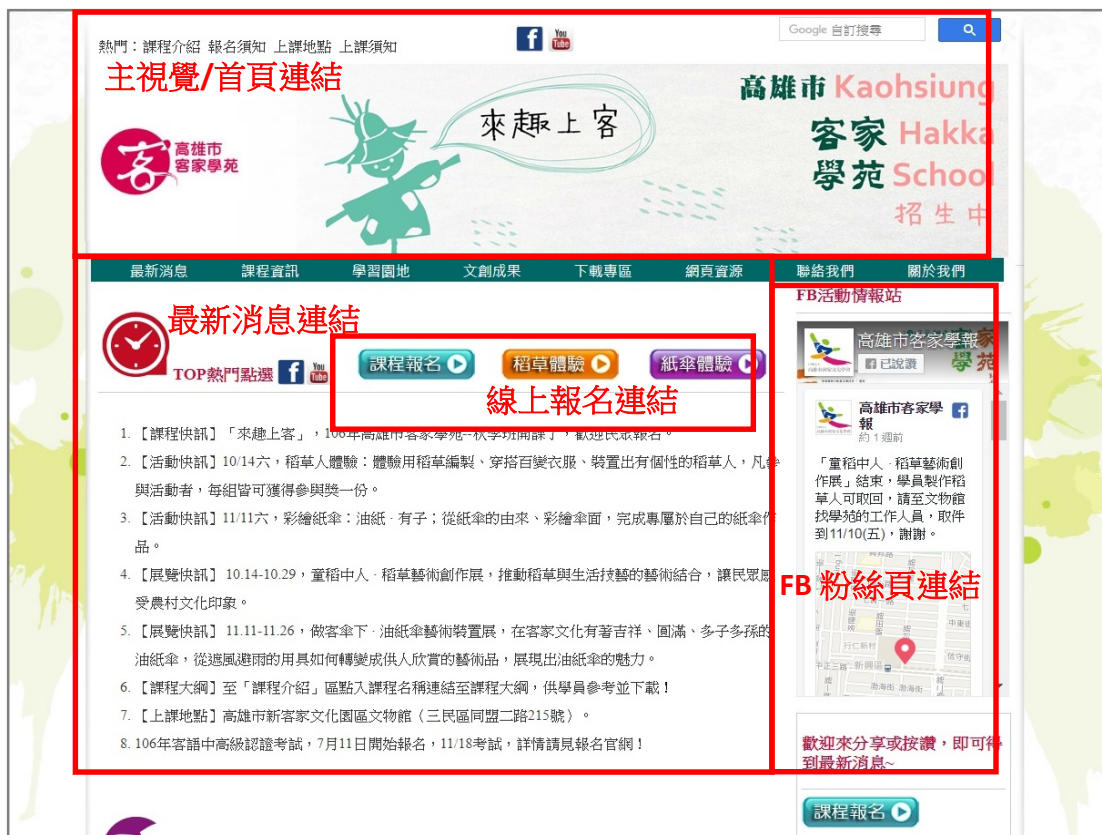 熱門：課程介紹 報名須知 上課地點 上課須知
f You Tube
Google 自訂搜尋
主視覺/首頁連結
高雄市
客家學苑
來趣上客
高雄市 Kaohsiung
客家 Hakka
學苑 School
招生中
最新消息 課程資訊 學習園地 文創成果 下載專區 網頁資源 聯絡我們 關於我們
最新消息連結
TOP熱門點選 f You Tube
課程報名 稻草體驗 紙傘體驗
線上報名連結
1. 【課程快訊】「來趣上客」，106年高雄市客家學苑--秋季班開課了，歡迎民眾報名。
2. 【活動快訊】10/14六，稻草人體驗：體驗用稻草編製、穿搭百變衣服、裝置出有個性的稻草人，凡參
與活動者，每組皆可獲得參與獎一份。
3. 【活動快訊】11/11六，彩繪紙傘：油紙‧有子；從紙傘的由來、彩繪傘面，完成專屬於自己的紙傘作
品。
4. 【展覽快訊】 10.14-10.29，童稻中人‧稻草藝術創作展，推動稻草與生活技藝的藝術結合，讓民眾感
受農村文化印象。
5. 【展覽快訊】 11.11-11.26，做客傘下‧油紙傘藝術裝置展，在客家文化有著吉祥、圓滿、多子多孫的
油紙傘，從遮風避雨的用具如何轉變成供人欣賞的藝術品，展現出油紙傘的魅力。
6. 【課程大綱】至「課程介紹」區點入課程名稱連結至課程大綱，供學員參考並下載！
7. 【上課地點】高雄市新客家文化園區文物館（三民區同盟二路215號）。
8. 106年客語中高級認證考試，7月11日開始報名，11/18考試，詳情請見報名官網！
FB活動情報站
高雄市客家學報
已說讚
高雄市客家學
報
約 1 週前
「童稻中人‧稻草藝術創
作展」結束，學員製作稻
草人可取回，請至文物館
找學苑的工作人員，取件
到11/10(五)，謝謝。
FB 粉絲頁連結
行仁新村
中正三路 新興區
渤海街 渤海街
歡迎來分享或按讚，即可得
到最新消息~
課程報名